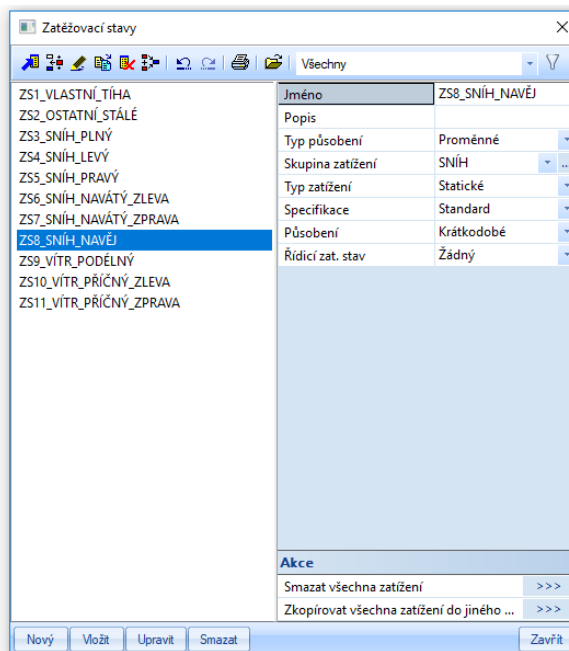 Zatěžovací stavy
Všechny
ZS1_VLASTNÍ_TÍHA
ZS2_OSTATNÍ_STÁLÉ
ZS3_SNÍH_PLNÝ
ZS4_SNÍH_LEVÝ
ZS5_SNÍH_PRAVÝ
ZS6_SNÍH_NAVÁTÝ_ZLEVA
ZS7_SNÍH_NAVÁTÝ_ZPRAVA
ZS8_SNÍH_NAVĚJ
ZS9_VÍTR_PODÉLNÝ
ZS10_VÍTR_PŘÍČNÝ_ZLEVA
ZS11_VÍTR_PŘÍČNÝ_ZPRAVA
Jméno ZS8_SNÍH_NAVĚJ
Popis
Typ působení Proměnné
Skupina zatížení SNÍH ...
Typ zatížení Statické
Specifikace Standard
Působení Krátkodobé
Řídicí zat. stav Žádný
Akce
Smazat všechna zatížení >>>
Zkopírovat všechna zatížení do jiného ... >>>
Nový Vložit Upravit Smazat Zavřít